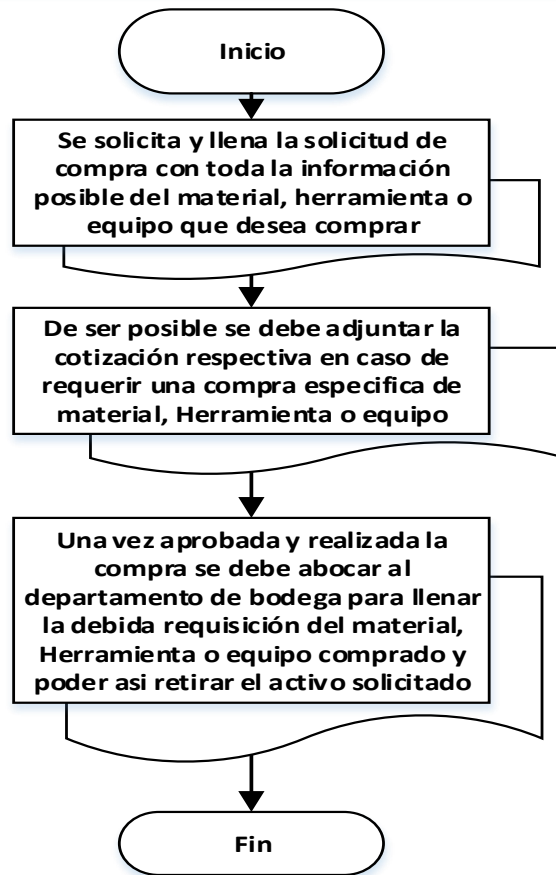 Inicio
Se solicita y llena la solicitud de
compra con toda la información
posible del material, herramienta o
equipo que desea comprar
De ser posible se debe adjuntar la
cotización respectiva en caso de
requerir una compra especifica de
material, Herramienta o equipo
Una vez aprobada y realizada la
compra se debe abocar al
departamento de bodega para llenar
la debida requisición del material,
Herramienta o equipo comprado y
poder asi retirar el activo solicitado
Fin